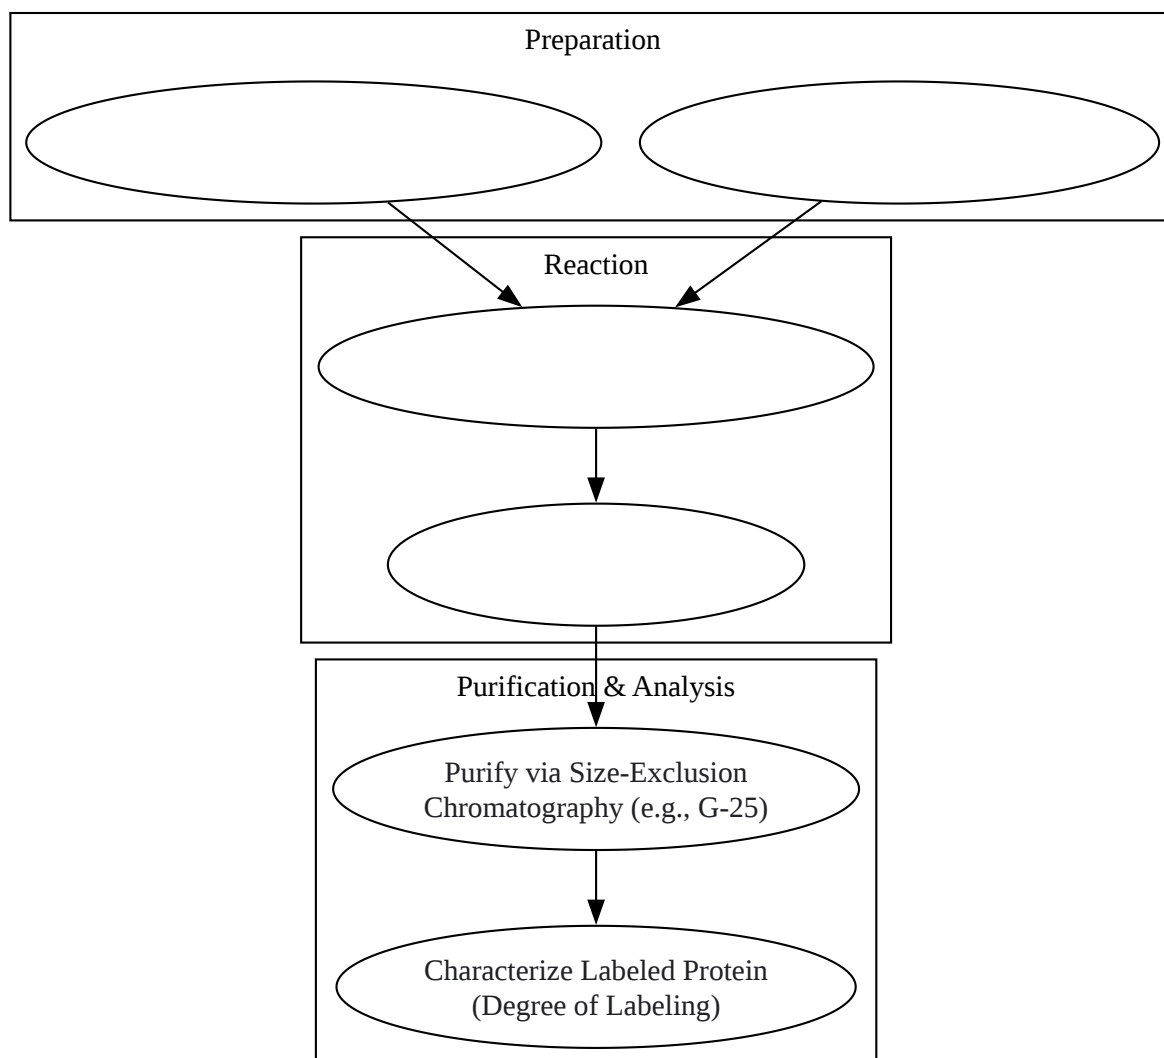 Preparation
Reaction
Purification & Analysis
Purify via Size-Exclusion
Chromatography (e.g., G-25)
Characterize Labeled Protein
(Degree of Labeling)